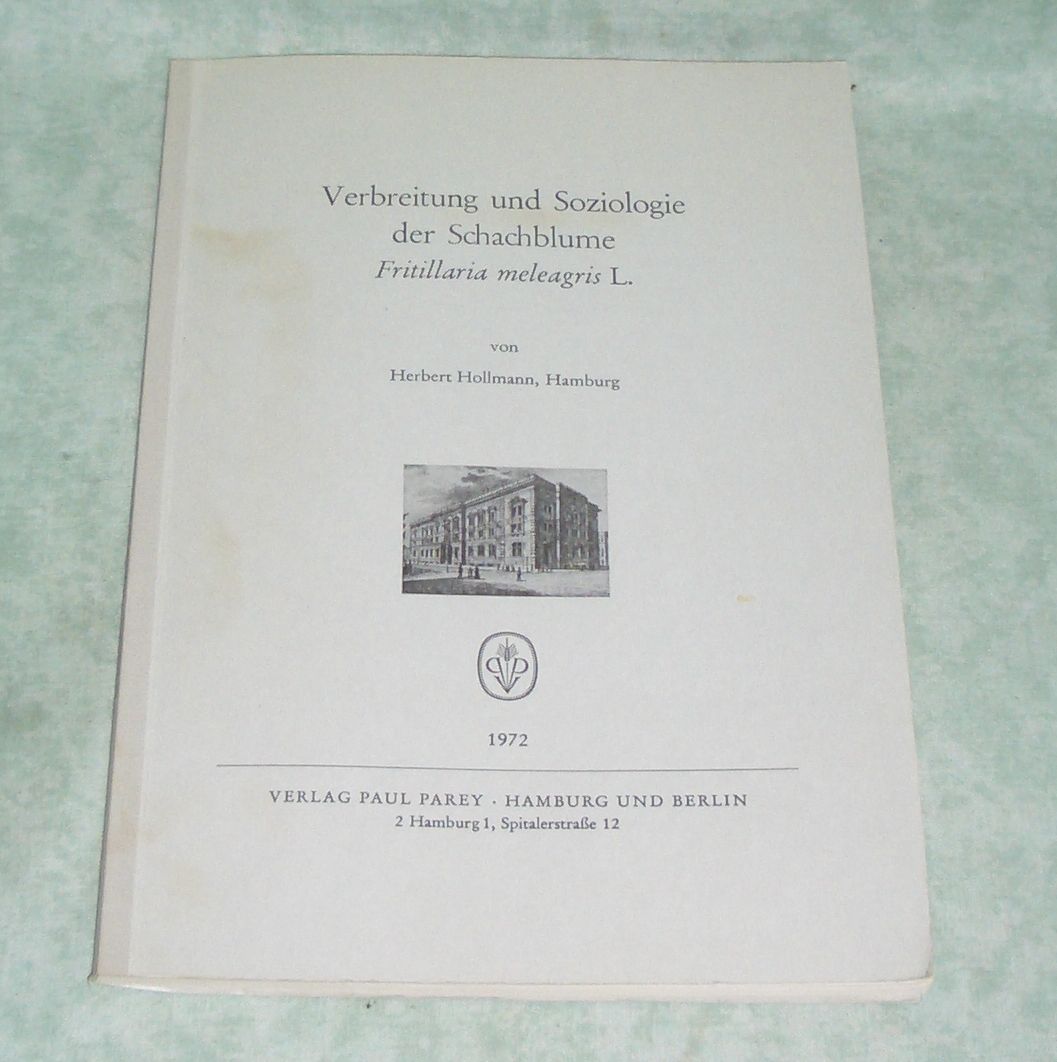 Verbreitung und Soziologie
der Schachblume
Fritillaria meleagris L.
von
Herbert Hollmann, Hamburg
PVP
1972
VERLAG PAUL PAREY · HAMBURG UND BERLIN
2 Hamburg 1, Spitalerstraße 12